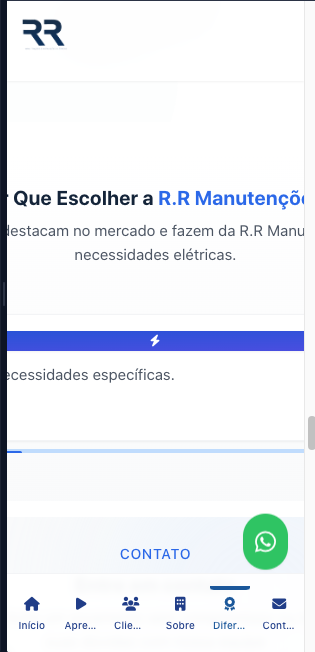 RR
r Que Escolher a R.R Manutençõ
destacam no mercado e fazem da R.R Manu
necessidades elétricas.
ecessidades específicas.
CONTATO
Início
Apre...
Clie...
Sobre
Difer...
Cont...